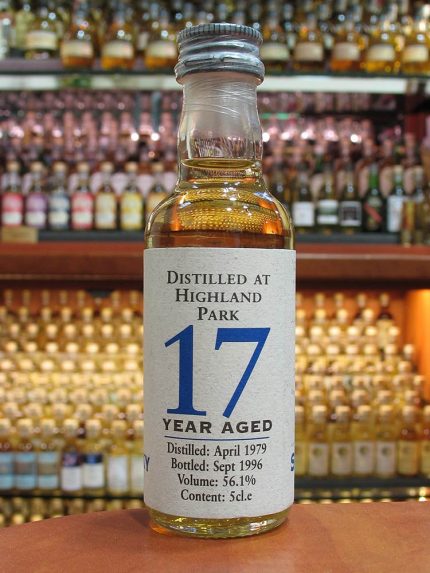 DISTILLED AT
HIGHLAND
PARK
17
YEAR AGED
Distilled: April 1979
Bottled: Sept 1996
Volume: 56.1%
Content: 5cl.e